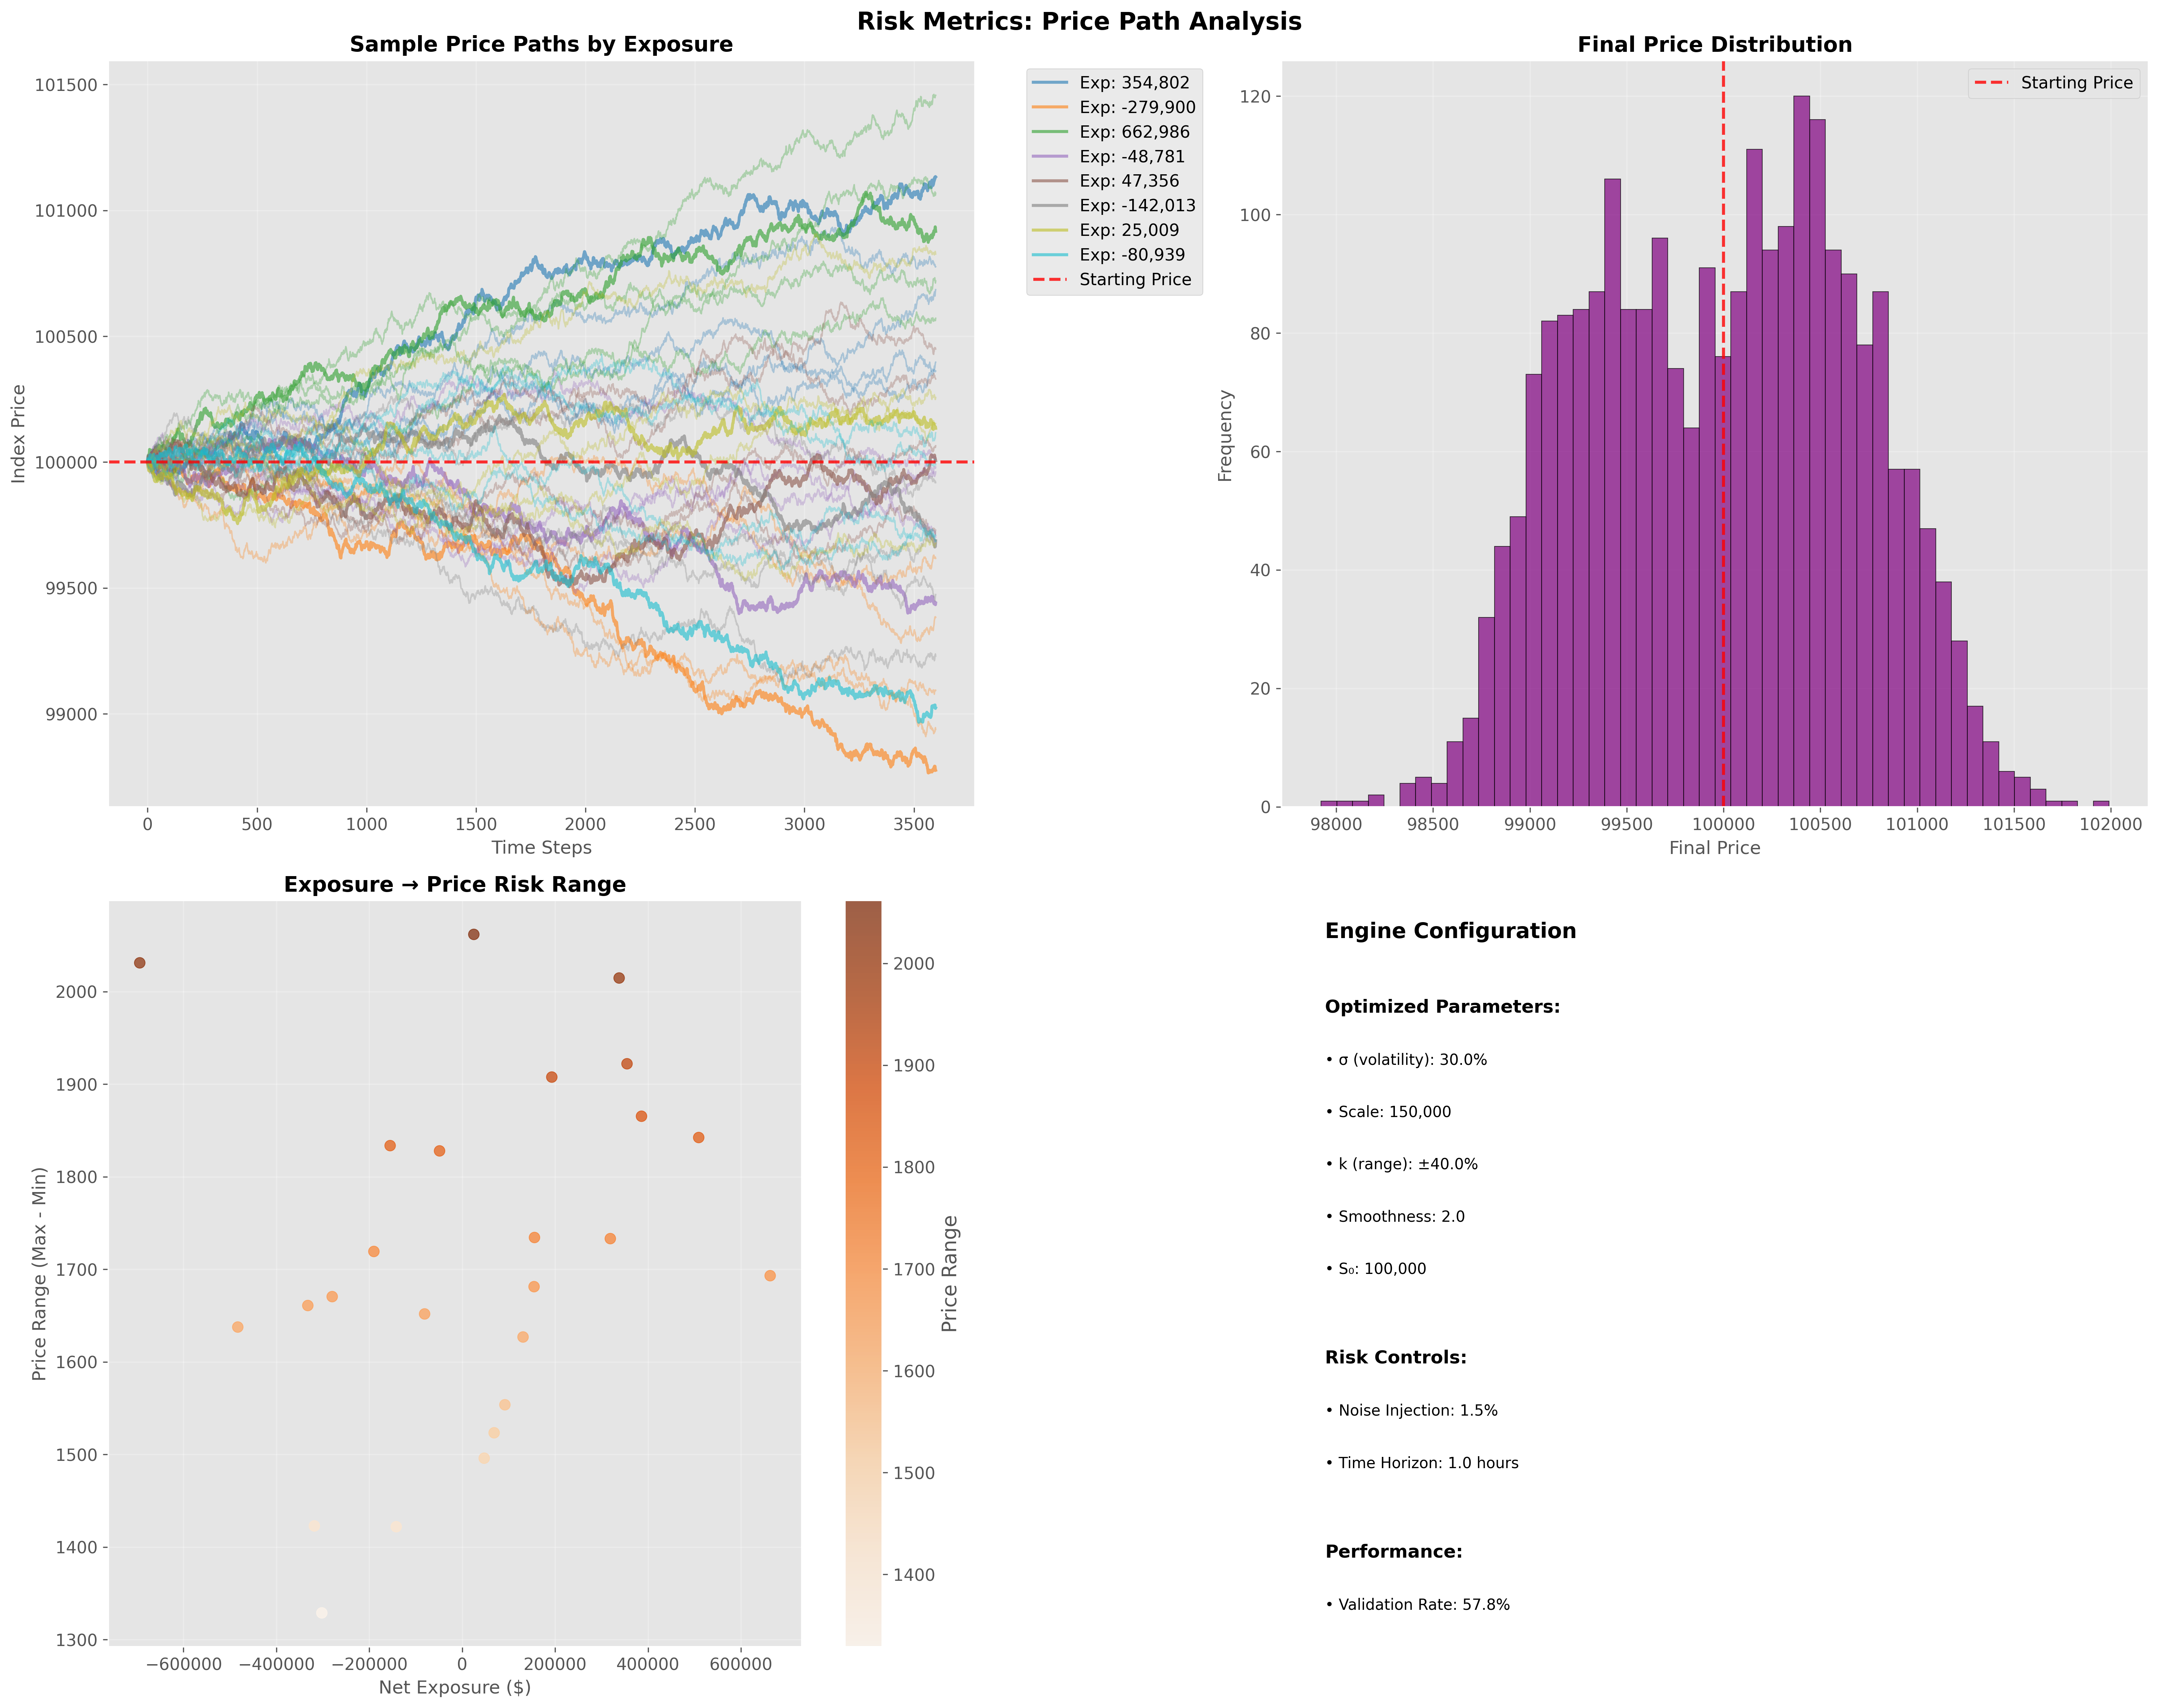 Risk Metrics: Price Path Analysis
Sample Price Paths by Exposure
101500
101000
100500
100000
99500
99000
Index Price
0 500 1000 1500 2000 2500 3000 3500
Time Steps
Exp: 354,802
Exp: -279,900
Exp: 662,986
Exp: -48,781
Exp: 47,356
Exp: -142,013
Exp: 25,009
Exp: -80,939
Starting Price
Final Price Distribution
Starting Price
120
100
80
60
40
20
0
Frequency
98000 98500 99000 99500 100000 100500 101000 101500 102000
Final Price
Exposure → Price Risk Range
2000
1900
1800
1700
1600
1500
1400
1300
Price Range (Max - Min)
−600000 −400000 −200000 0 200000 400000 600000
Net Exposure ($)
2000
1900
1800
1700
1600
1500
1400
Price Range
Engine Configuration
Optimized Parameters:
• σ (volatility): 30.0%
• Scale: 150,000
• k (range): ±40.0%
• Smoothness: 2.0
• S₀: 100,000
Risk Controls:
• Noise Injection: 1.5%
• Time Horizon: 1.0 hours
Performance:
• Validation Rate: 57.8%